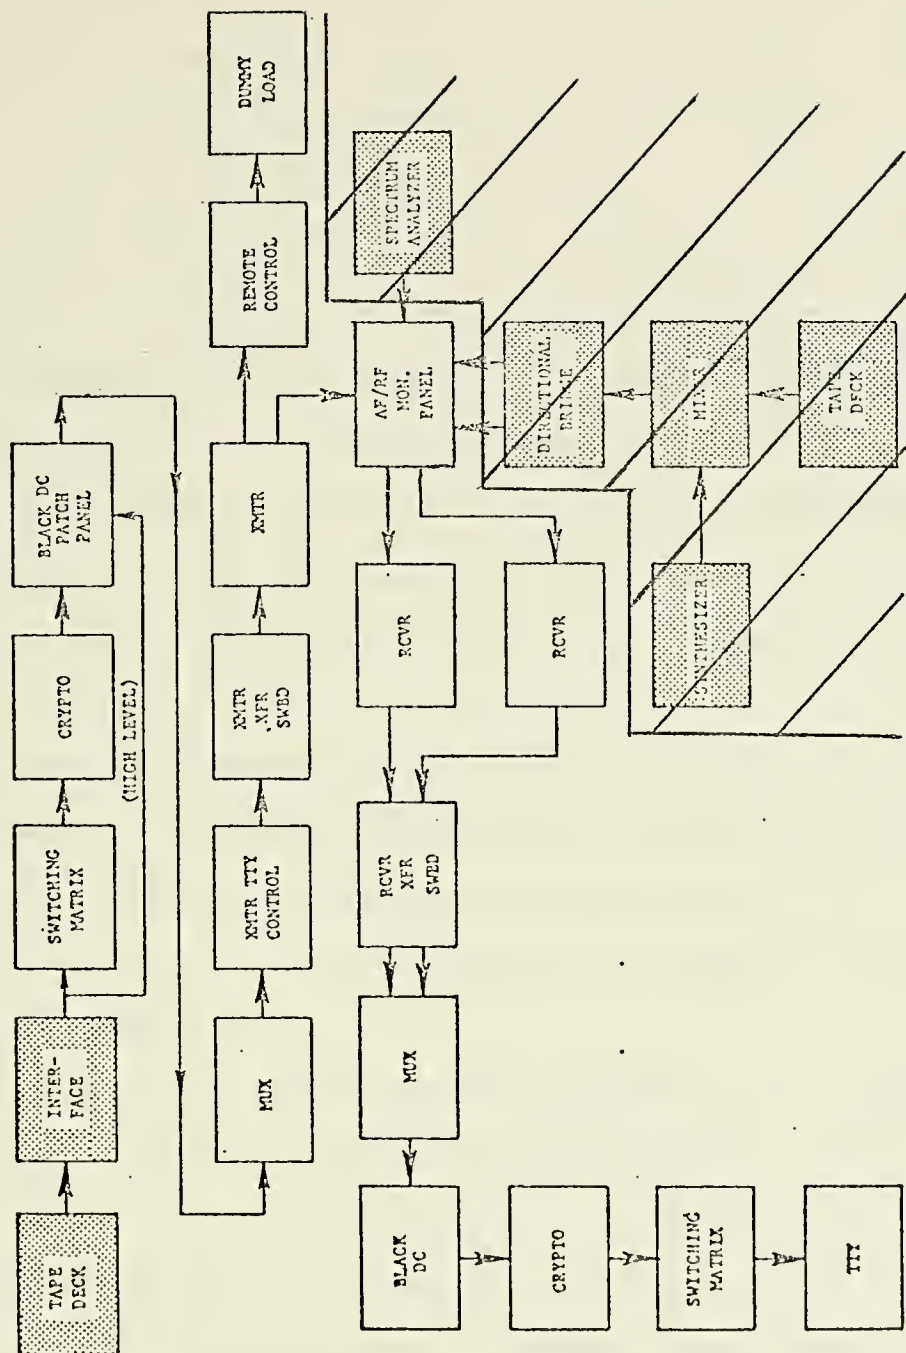 TAPE
DECK
INTER-
FACE
SWITCHING
MATRIX
CRYPTO
BLACK DC
PATCH
PANEL
(HIGH LEVEL)
MUX
XMTR TTY
CONTROL
XMTR
XFR
SWBD
XMTR
REMOTE
CONTROL
DUMMY
LOAD
BLACK
DC
MUX
RCVR
XFR
SWBD
RCVR
AF/RF
MON.
PANEL
SPECTRUM
ANALYZER
CRYPTO
RCVR
DIRECTIONAL
BRIDGE
SWITCHING
MATRIX
SYNTHESIZER
MIXER
TTY
TAPE
DECK